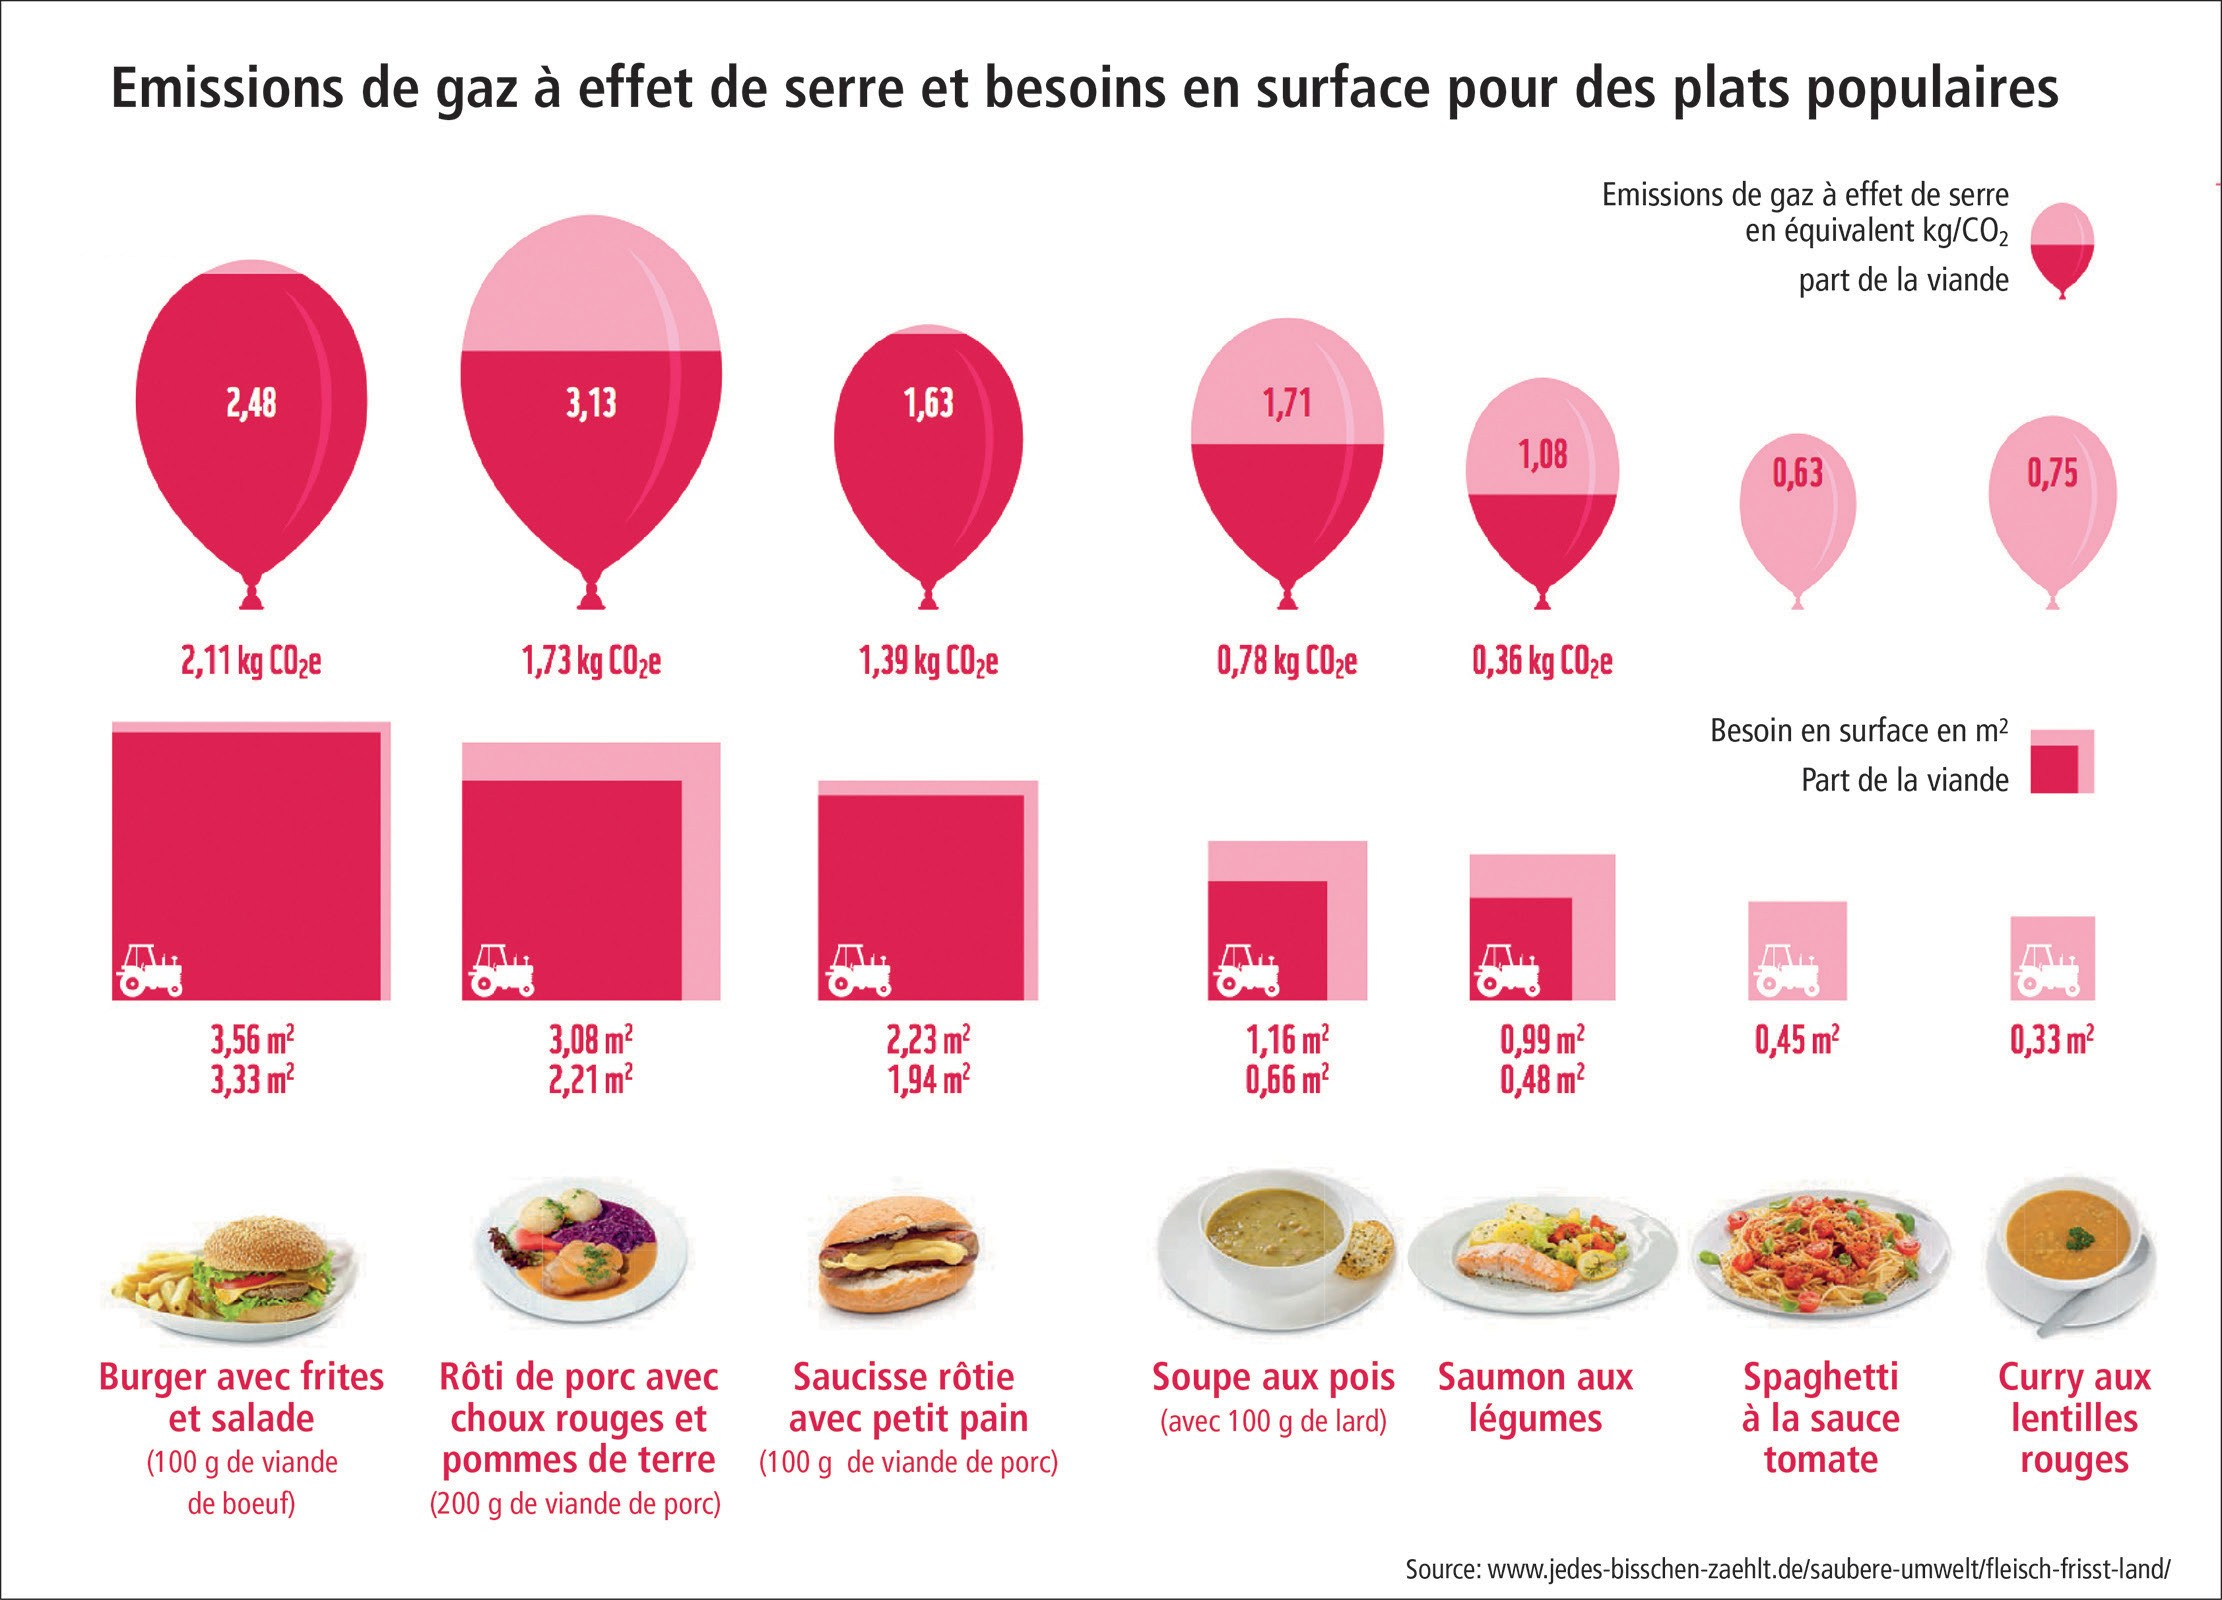 Emissions de gaz à effet de serre et besoins en surface pour des plats populaires
Emissions de gaz à effet de serre
en équivalent kg/CO₂
part de la viande
2,48
3,13
1,63
1,71
1,08
0,63
0,75
2,11 kg CO₂e
1,73 kg CO₂e
1,39 kg CO₂e
0,78 kg CO₂e
0,36 kg CO₂e
Besoin en surface en m²
Part de la viande
3,56 m²
3,33 m²
3,08 m²
2,21 m²
2,23 m²
1,94 m²
1,16 m²
0,66 m²
0,99 m²
0,48 m²
0,45 m²
0,33 m²
Burger avec frites
et salade
(100 g de viande
de boeuf)
Rôti de porc avec
choux rouges et
pommes de terre
(200 g de viande de porc)
Saucisse rôtie
avec petit pain
(100 g de viande de porc)
Soupe aux pois
(avec 100 g de lard)
Saumon aux
légumes
Spaghetti
à la sauce
tomate
Curry aux
lentilles
rouges
Source: www.jedes-bisschen-zaehlt.de/saubere-umwelt/fleisch-frisst-land/